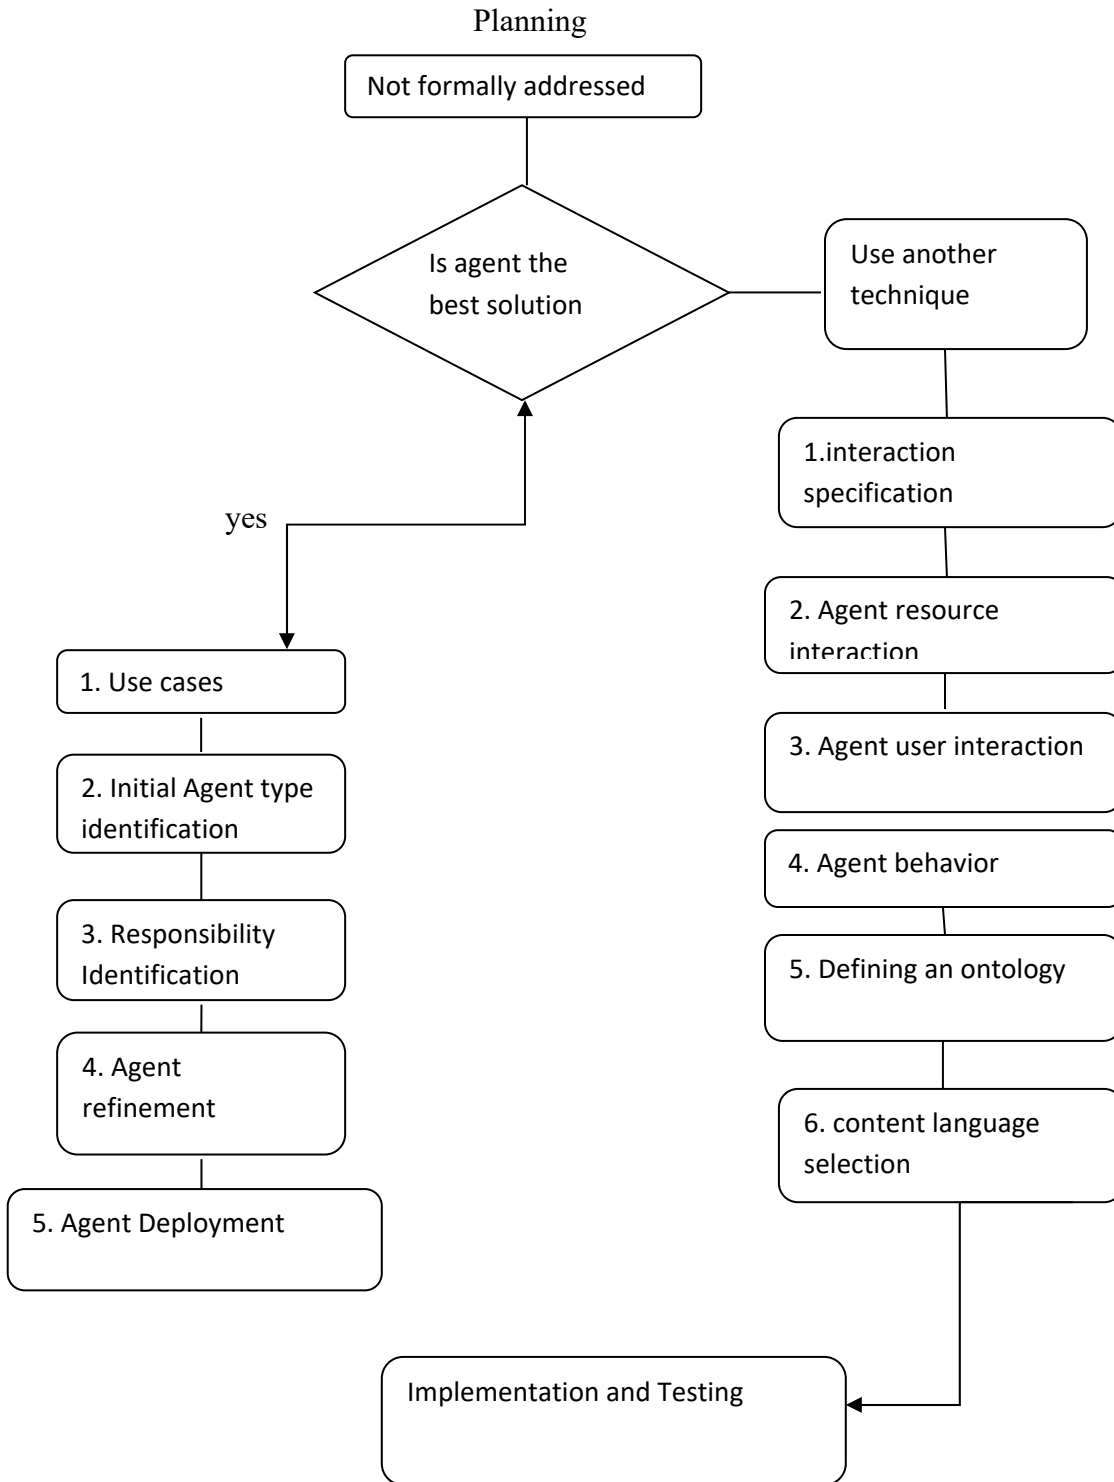 Planning
Not formally addressed
Is agent the
best solution
Use another
technique
1.interaction
specification
yes
2. Agent resource
interaction
1. Use cases
3. Agent user interaction
2. Initial Agent type
identification
4. Agent behavior
3. Responsibility
Identification
5. Defining an ontology
4. Agent
refinement
6. content language
selection
5. Agent Deployment
Implementation and Testing